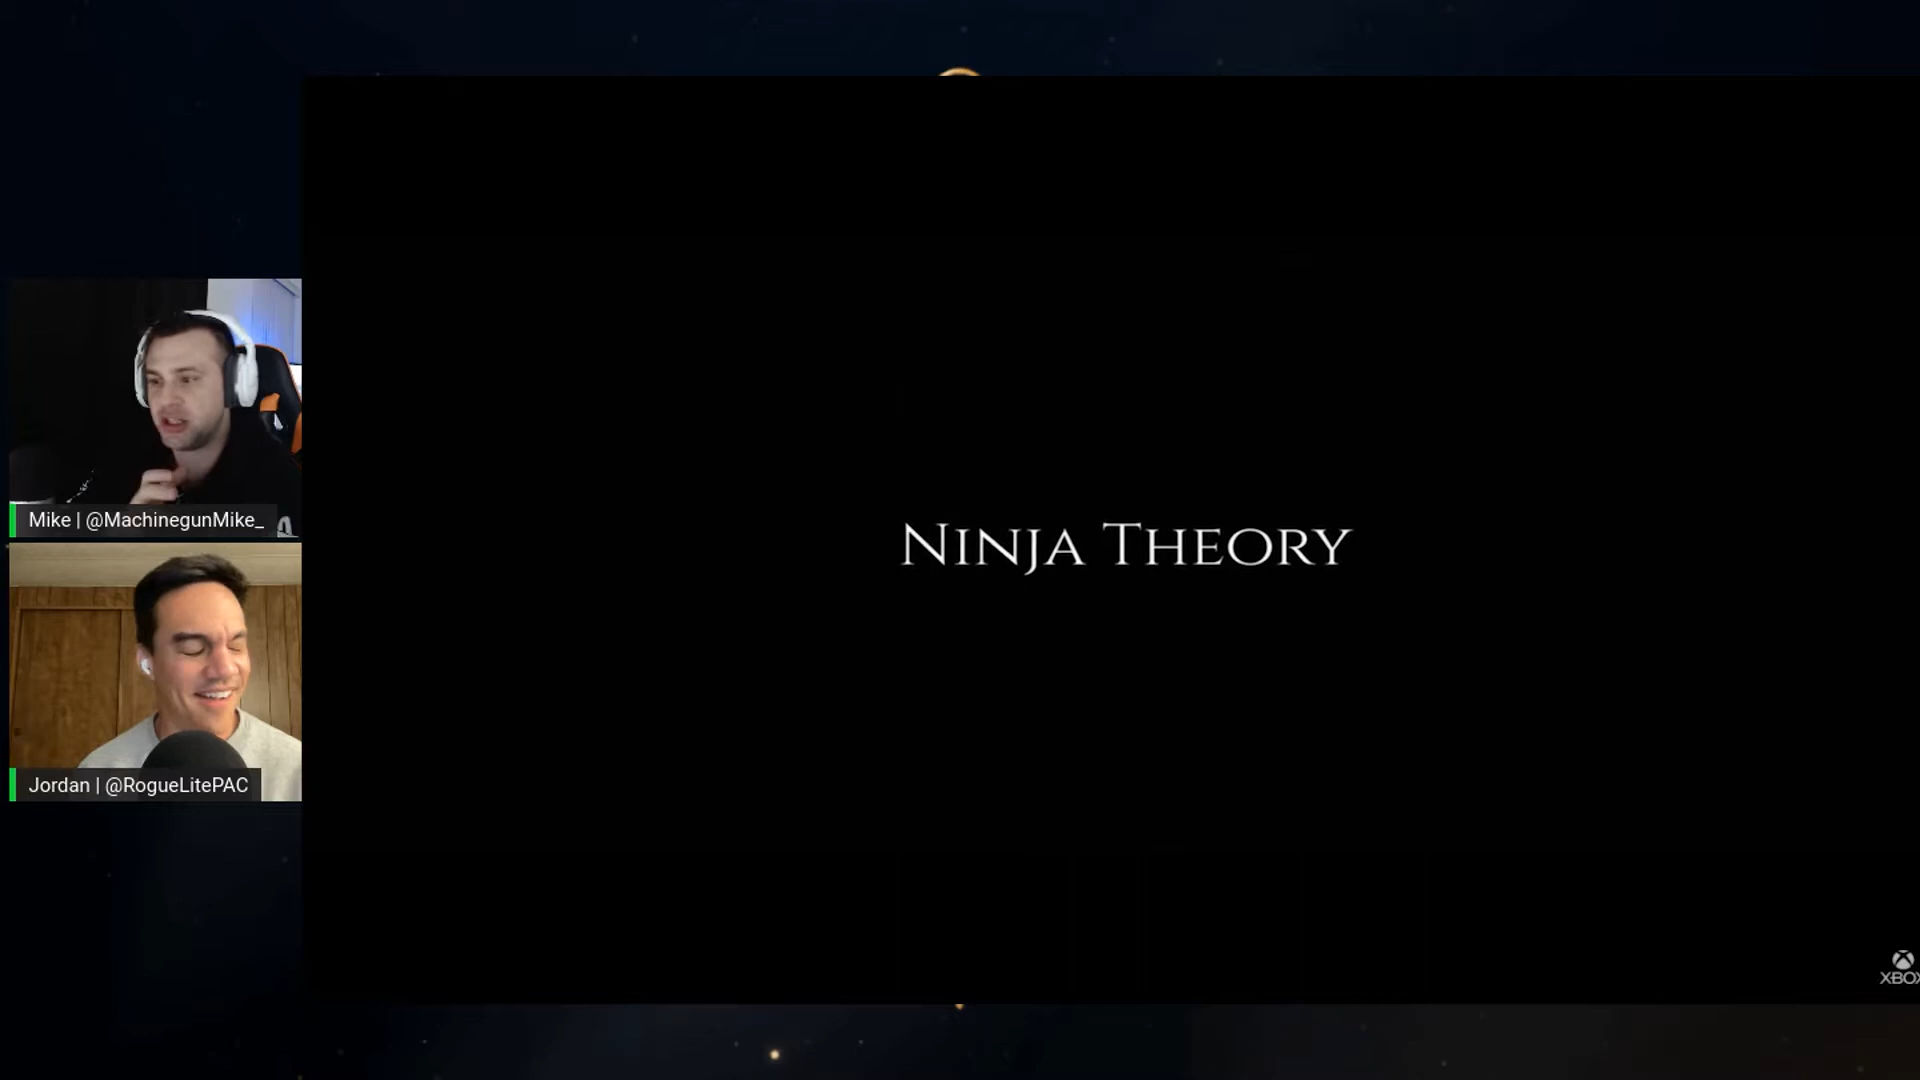 Mike | @MachinegunMike_
Jordan | @RogueLitePAC
Ninja Theory
XBOX